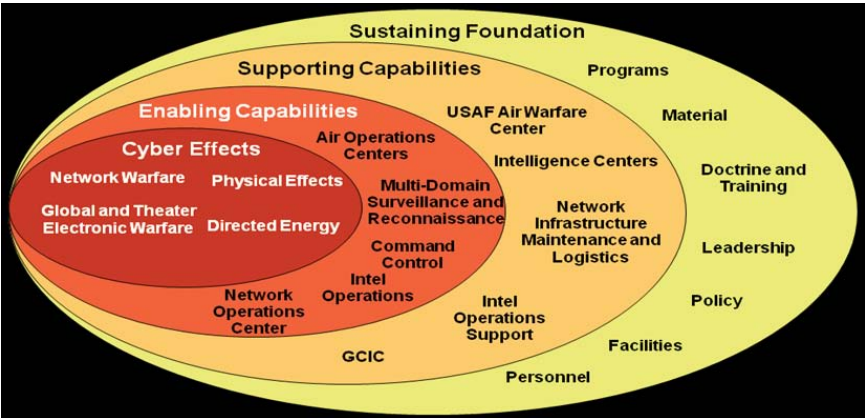 Sustaining Foundation
Supporting Capabilities
Enabling Capabilities
Cyber Effects
Network Warfare
Physical Effects
Global and Theater
Electronic Warfare
Directed Energy
Air Operations
Centers
Multi-Domain
Surveillance and
Reconnaissance
Command
Control
Intel
Operations
Network
Operations
Center
USAF Air Warfare
Center
Intelligence Centers
Network
Infrastructure
Maintenance and
Logistics
Intel
Operations
Support
GCIC
Programs
Material
Doctrine and
Training
Leadership
Policy
Facilities
Personnel